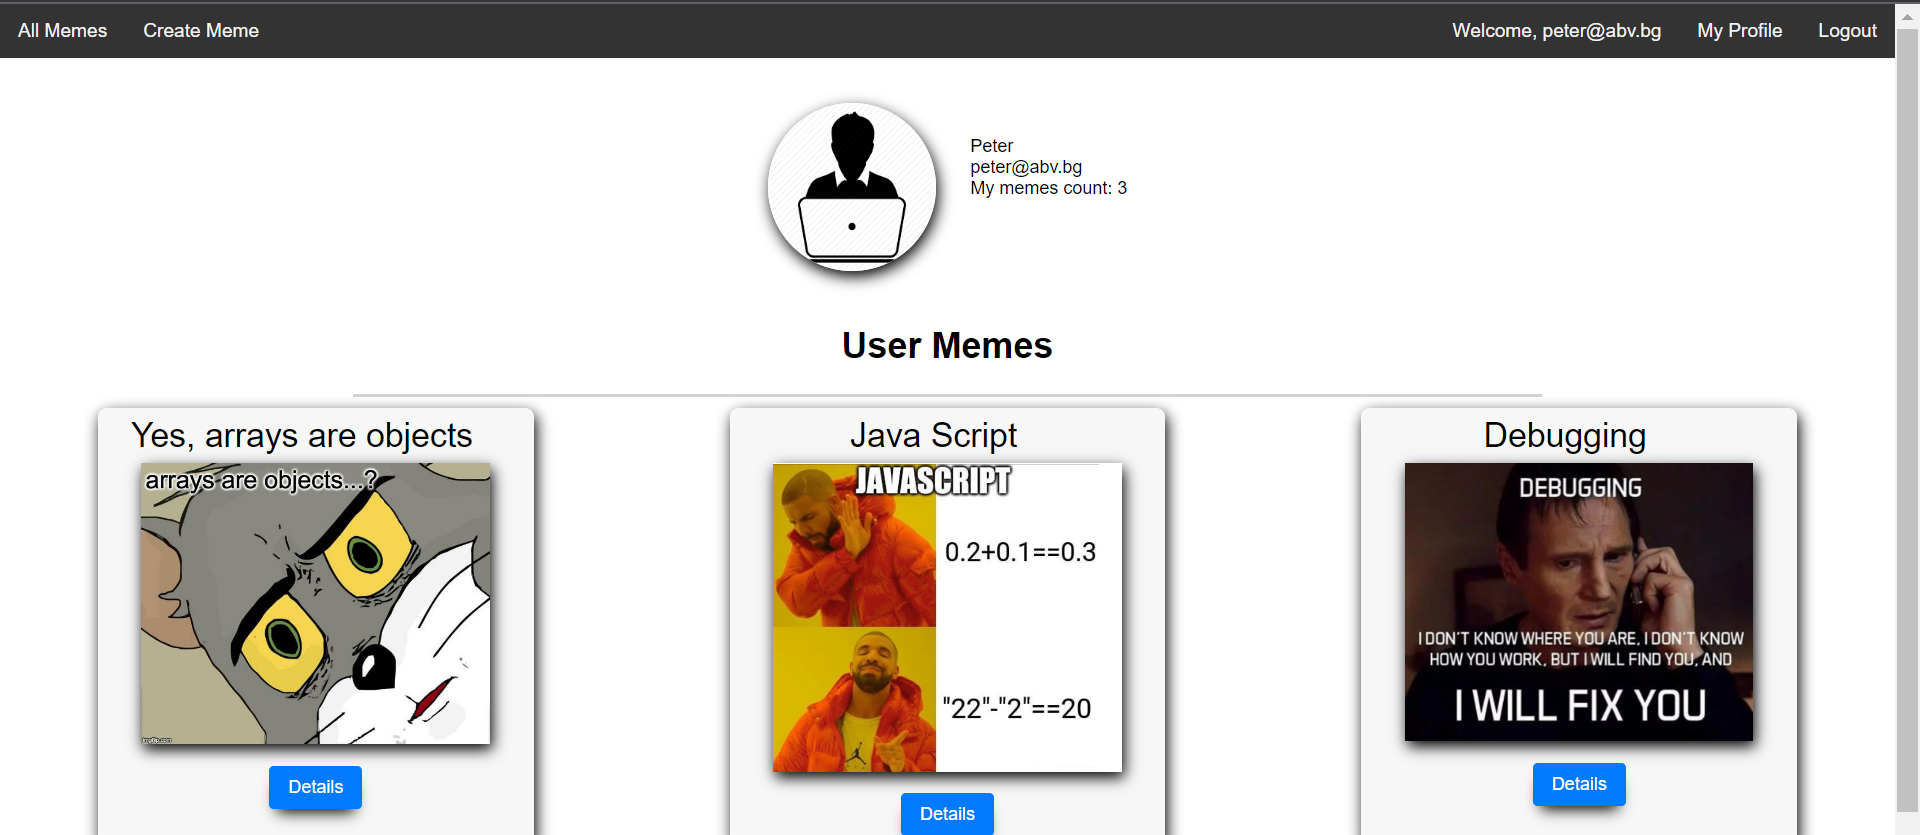 All Memes
Create Meme
Welcome, peter@abv.bg
My Profile
Logout
Peter
peter@abv.bg
My memes count: 3
User Memes
Yes, arrays are objects
arrays are objects...?
imgflip.com
Details
Java Script
JAVASCRIPT
0.2+0.1==0.3
"22"-"2"==20
Details
Debugging
DEBUGGING
I DON'T KNOW WHERE YOU ARE, I DON'T KNOW
HOW YOU WORK, BUT I WILL FIND YOU, AND
I WILL FIX YOU
Details